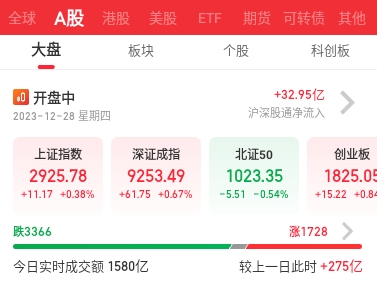 全球 A股 港股 美股 ETF 期货 可转债 其他
大盘 板块 个股 科创板
开盘中 +32.95亿
2023-12-28 星期四 沪深股通净流入
上证指数 深证成指 北证50 创业板
2925.78 9253.49 1023.35 1825.05
+11.17 +0.38% +61.75 +0.67% -5.51 -0.54% +15.22 +0.84
跌3366 涨1728
今日实时成交额 1580亿 较上一日此时 +275亿